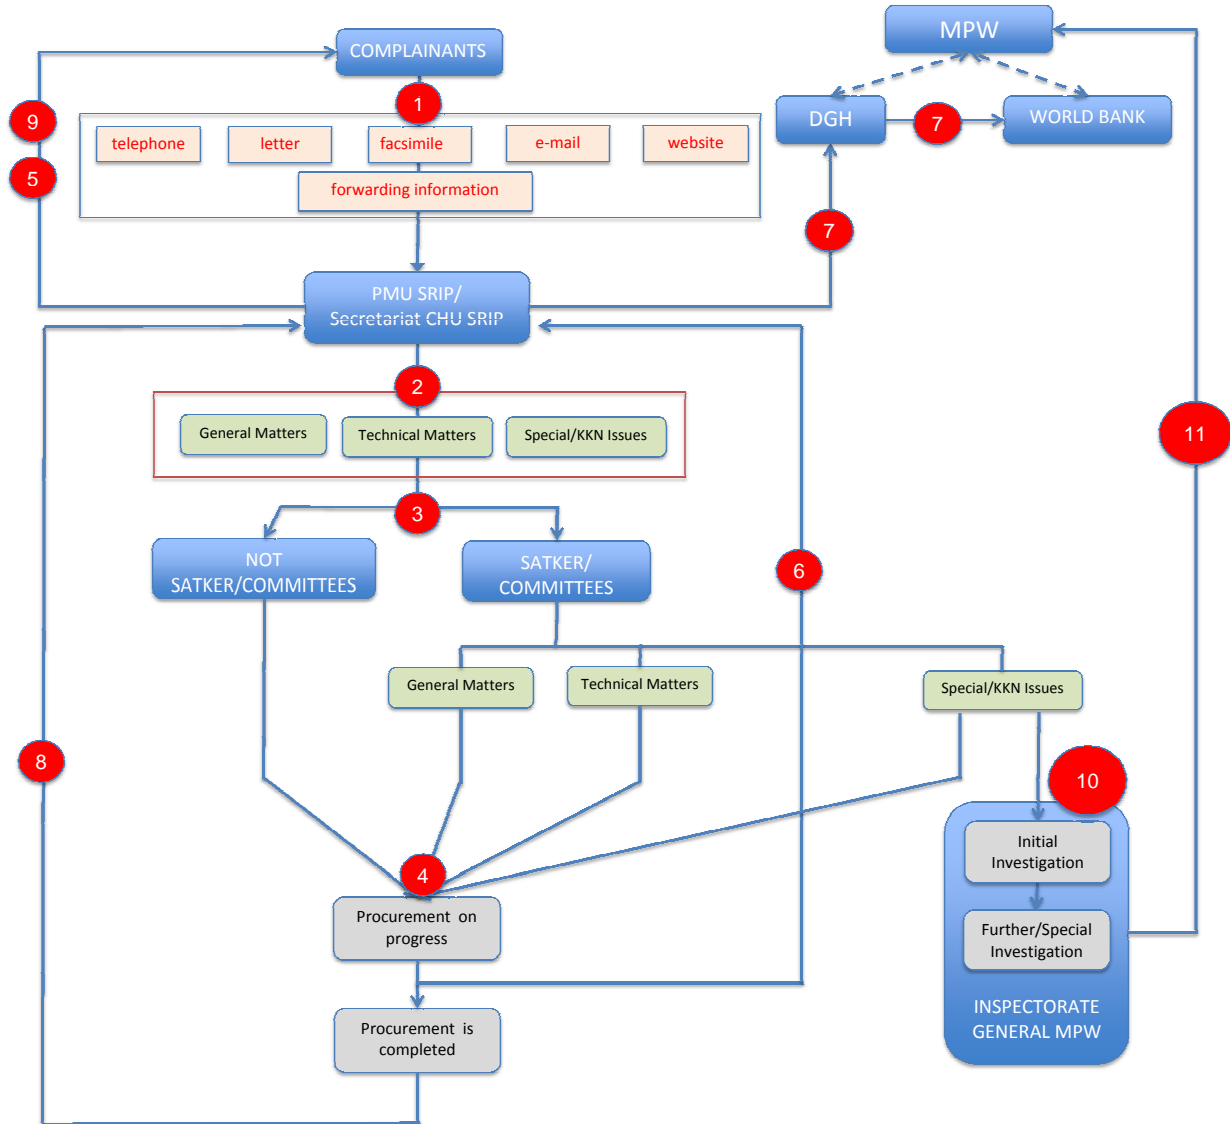 MPW
COMPLAINANTS
1
9
DGH
7
WORLD BANK
telephone
letter
facsimile
e-mail
website
5
forwarding information
7
PMU SRIP/
Secretariat CHU SRIP
2
General Matters
Technical Matters
Special/KKN Issues
11
3
NOT
SATKER/COMMITTEES
SATKER/
COMMITTEES
6
General Matters
Technical Matters
Special/KKN Issues
8
10
Initial
Investigation
4
Procurement on
progress
Further/Special
Investigation
INSPECTORATE
GENERAL MPW
Procurement is
completed